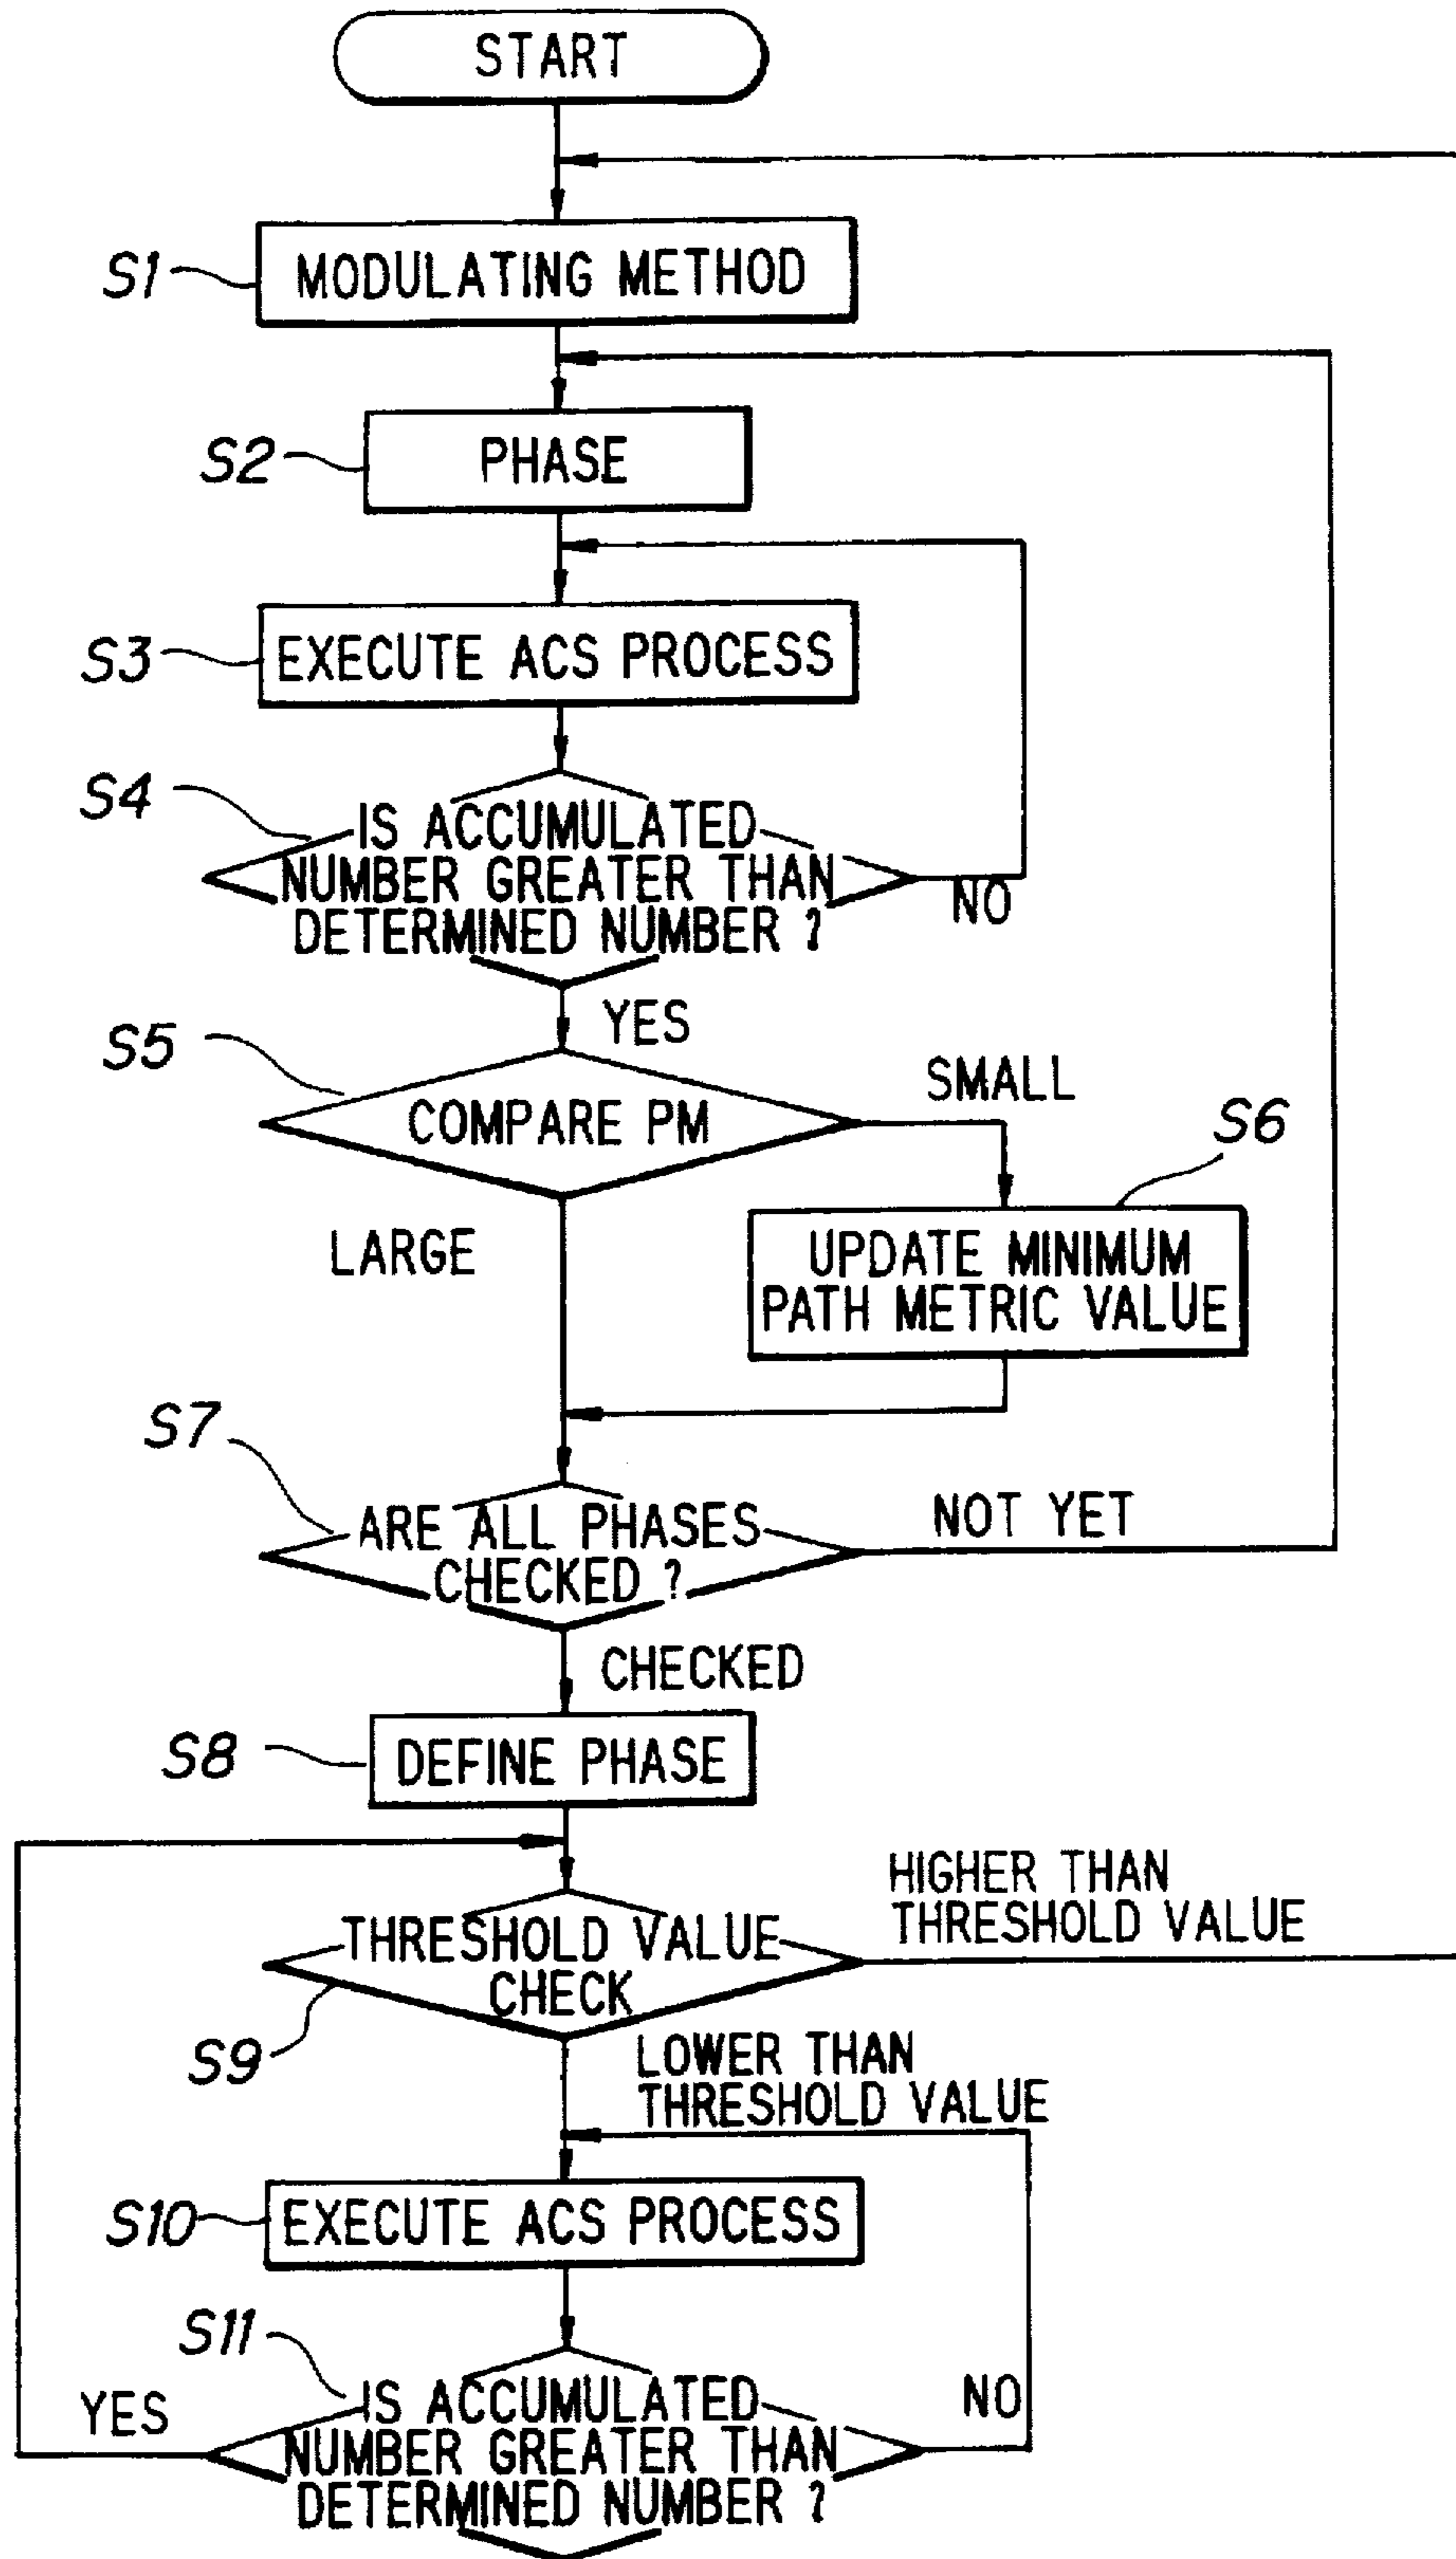 START
S1
MODULATING METHOD
S2
PHASE
S3
EXECUTE ACS PROCESS
S4
IS ACCUMULATED
NUMBER GREATER THAN
DETERMINED NUMBER ?
NO
YES
S5
COMPARE PM
SMALL
S6
LARGE
UPDATE MINIMUM
PATH METRIC VALUE
S7
ARE ALL PHASES
CHECKED ?
NOT YET
CHECKED
S8
DEFINE PHASE
HIGHER THAN
THRESHOLD VALUE
THRESHOLD VALUE
CHECK
S9
LOWER THAN
THRESHOLD VALUE
S10
EXECUTE ACS PROCESS
S11
YES
IS ACCUMULATED
NUMBER GREATER THAN
DETERMINED NUMBER ?
NO